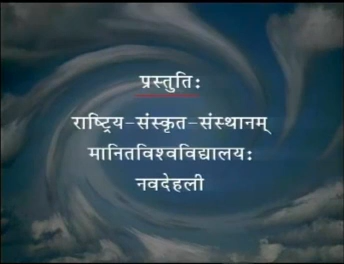 प्रस्तुतिः
राष्ट्रिय-संस्कृत-संस्थानम्
मानितविश्वविद्यालयः
नवदेहली